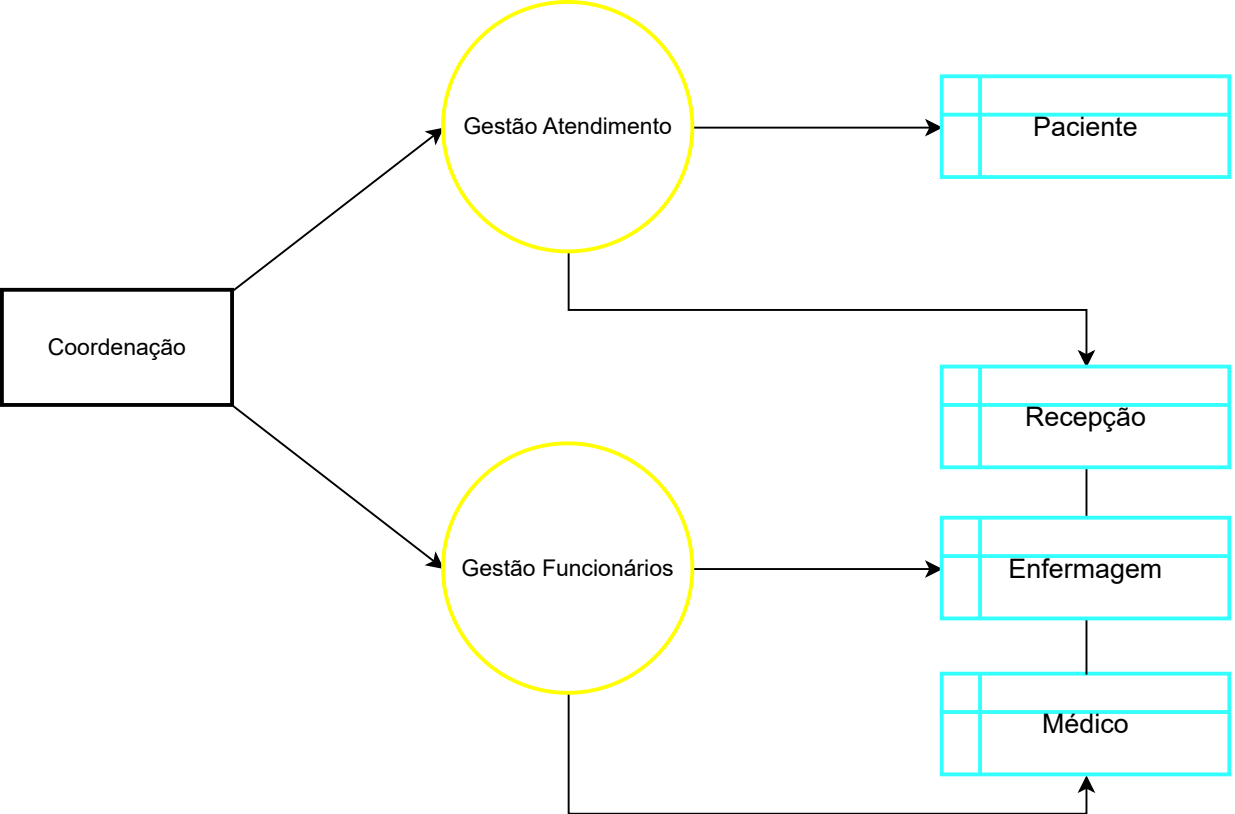 Gestão Atendimento
Paciente
Coordenação
Recepção
Gestão Funcionários
Enfermagem
Médico